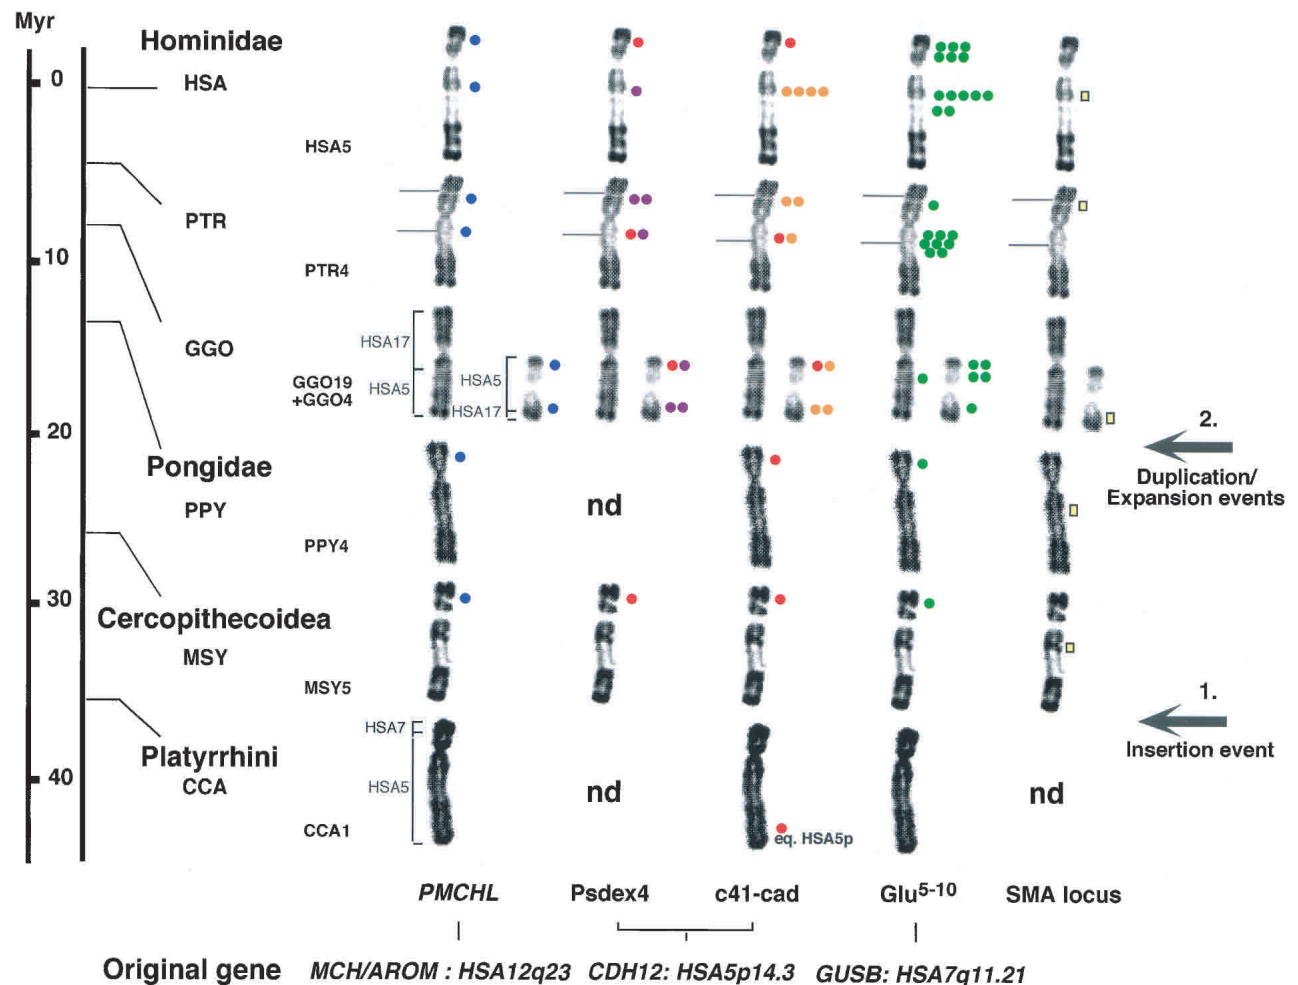 Myr
Hominidae
0
HSA
HSA5
PTR
10
PTR4
GGO
HSA17
HSA5
GGO19
+GGO4
HSA5
HSA17
20
2.
Duplication/
Expansion events
Pongidae
PPY
nd
PPY4
30
Cercopithecoidea
MSY
MSY5
1.
Insertion event
HSA7
Platyrrhini
40
CCA
HSA5
nd
nd
CCA1
eq. HSA5p
PMCHL
Psdex4
c41-cad
Glu5-10
SMA locus
Original gene
MCH/AROM : HSA12q23
CDH12: HSA5p14.3
GUSB: HSA7q11.21